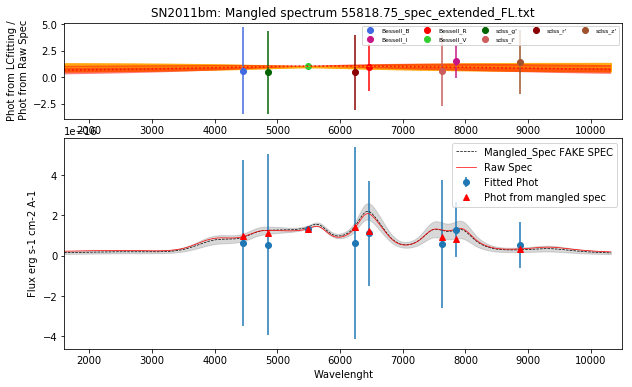 SN2011bm: Mangled spectrum 55818.75_spec_extended_FL.txt
Phot from LCfitting /
Phot from Raw Spec
5.0
2.5
0.0
−2.5
Bessell_B
Bessell_I
Bessell_R
Bessell_V
sdss_g'
sdss_i'
sdss_r'
sdss_z'
2000 3000 4000 5000 6000 7000 8000 9000 10000
1e−16
Flux erg s-1 cm-2 A-1
4
2
0
−2
−4
Mangled_Spec FAKE SPEC
Raw Spec
Fitted Phot
Phot from mangled spec
2000 3000 4000 5000 6000 7000 8000 9000 10000
Wavelenght